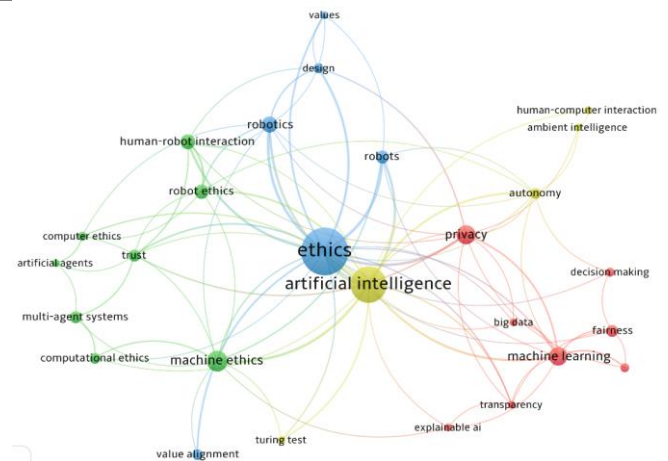 values
design
robotics
human-computer interaction
ambient intelligence
human-robot interaction
robots
robot ethics
autonomy
privacy
computer ethics
trust
ethics
artificial agents
decision making
artificial intelligence
multi-agent systems
big data
fairness
computational ethics
machine ethics
machine learning
transparency
explainable ai
turing test
value alignment